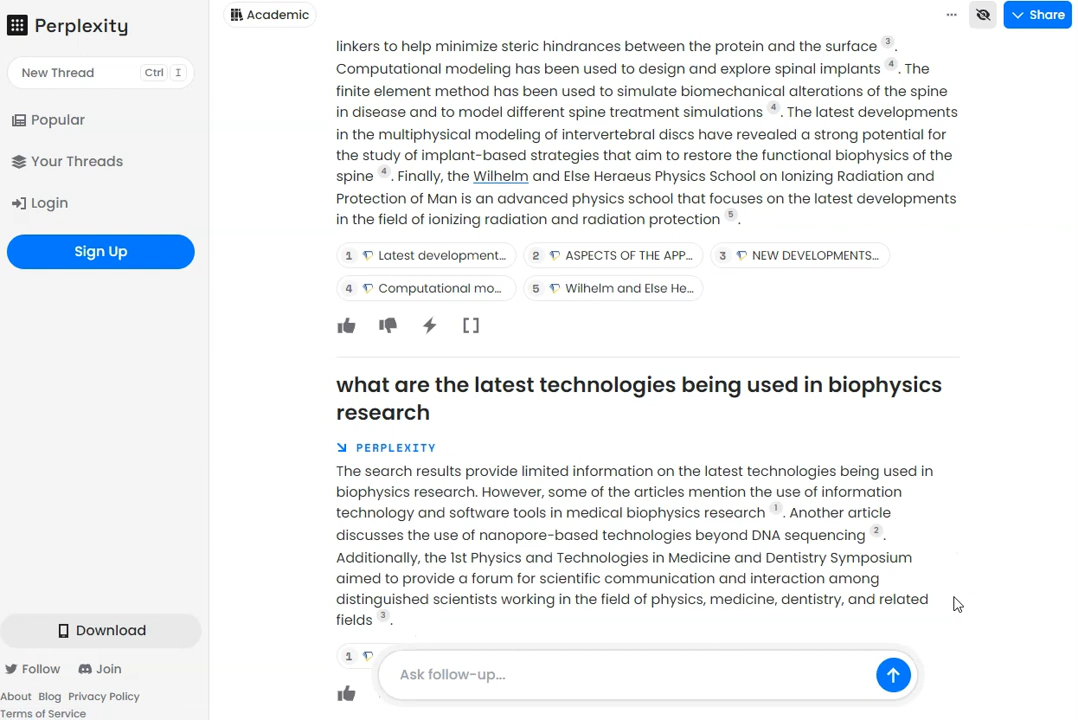 Perplexity
New Thread
Ctrl
I
Popular
Your Threads
Login
Sign Up
Download
Follow
Join
About Blog Privacy Policy
Terms of Service
Academic
Share
linkers to help minimize steric hindrances between the protein and the surface 3.
Computational modeling has been used to design and explore spinal implants 4. The
finite element method has been used to simulate biomechanical alterations of the spine
in disease and to model different spine treatment simulations 4. The latest developments
in the multiphysical modeling of intervertebral discs have revealed a strong potential for
the study of implant-based strategies that aim to restore the functional biophysics of the
spine 4. Finally, the Wilhelm and Else Heraeus Physics School on Ionizing Radiation and
Protection of Man is an advanced physics school that focuses on the latest developments
in the field of ionizing radiation and radiation protection 5.
1 Latest development...
2 ASPECTS OF THE APP...
3 NEW DEVELOPMENTS...
4 Computational mo...
5 Wilhelm and Else He...
what are the latest technologies being used in biophysics
research
PERPLEXITY
The search results provide limited information on the latest technologies being used in
biophysics research. However, some of the articles mention the use of information
technology and software tools in medical biophysics research 1. Another article
discusses the use of nanopore-based technologies beyond DNA sequencing 2.
Additionally, the 1st Physics and Technologies in Medicine and Dentistry Symposium
aimed to provide a forum for scientific communication and interaction among
distinguished scientists working in the field of physics, medicine, dentistry, and related
fields 3.
1
Ask follow-up...